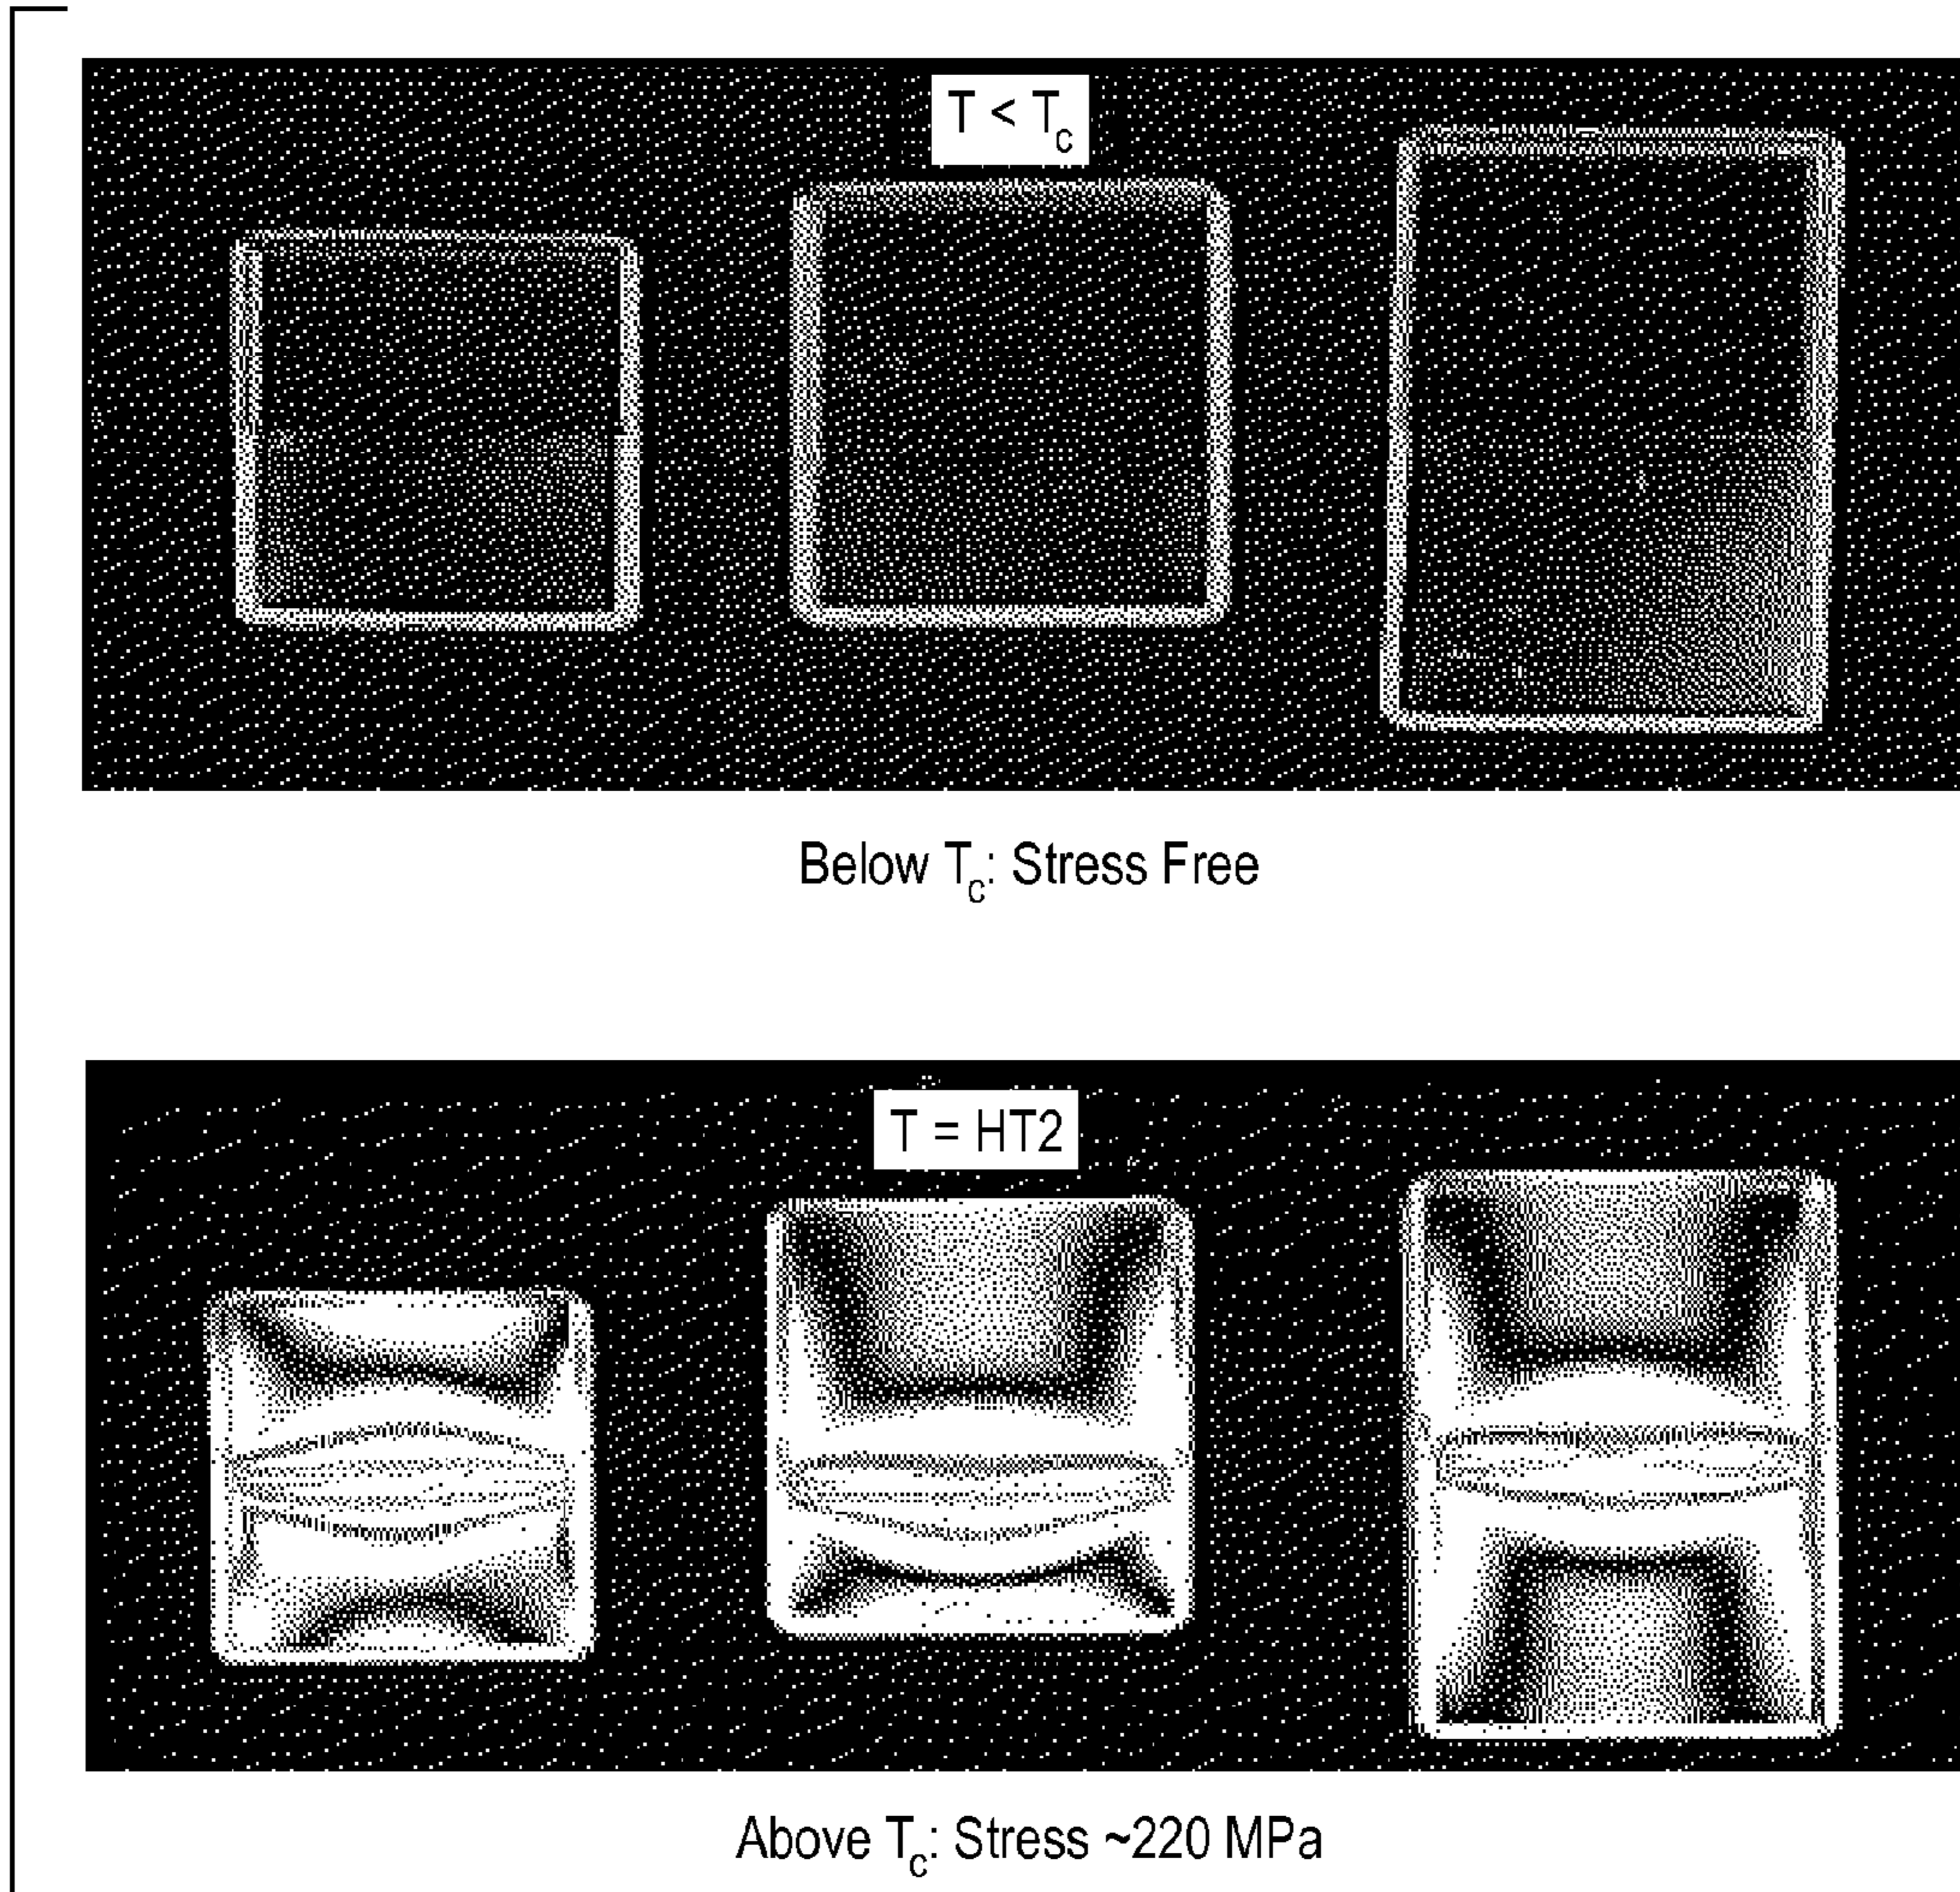 T < Tc
Below Tc: Stress Free
T = HT2
Above Tc: Stress ~220 MPa